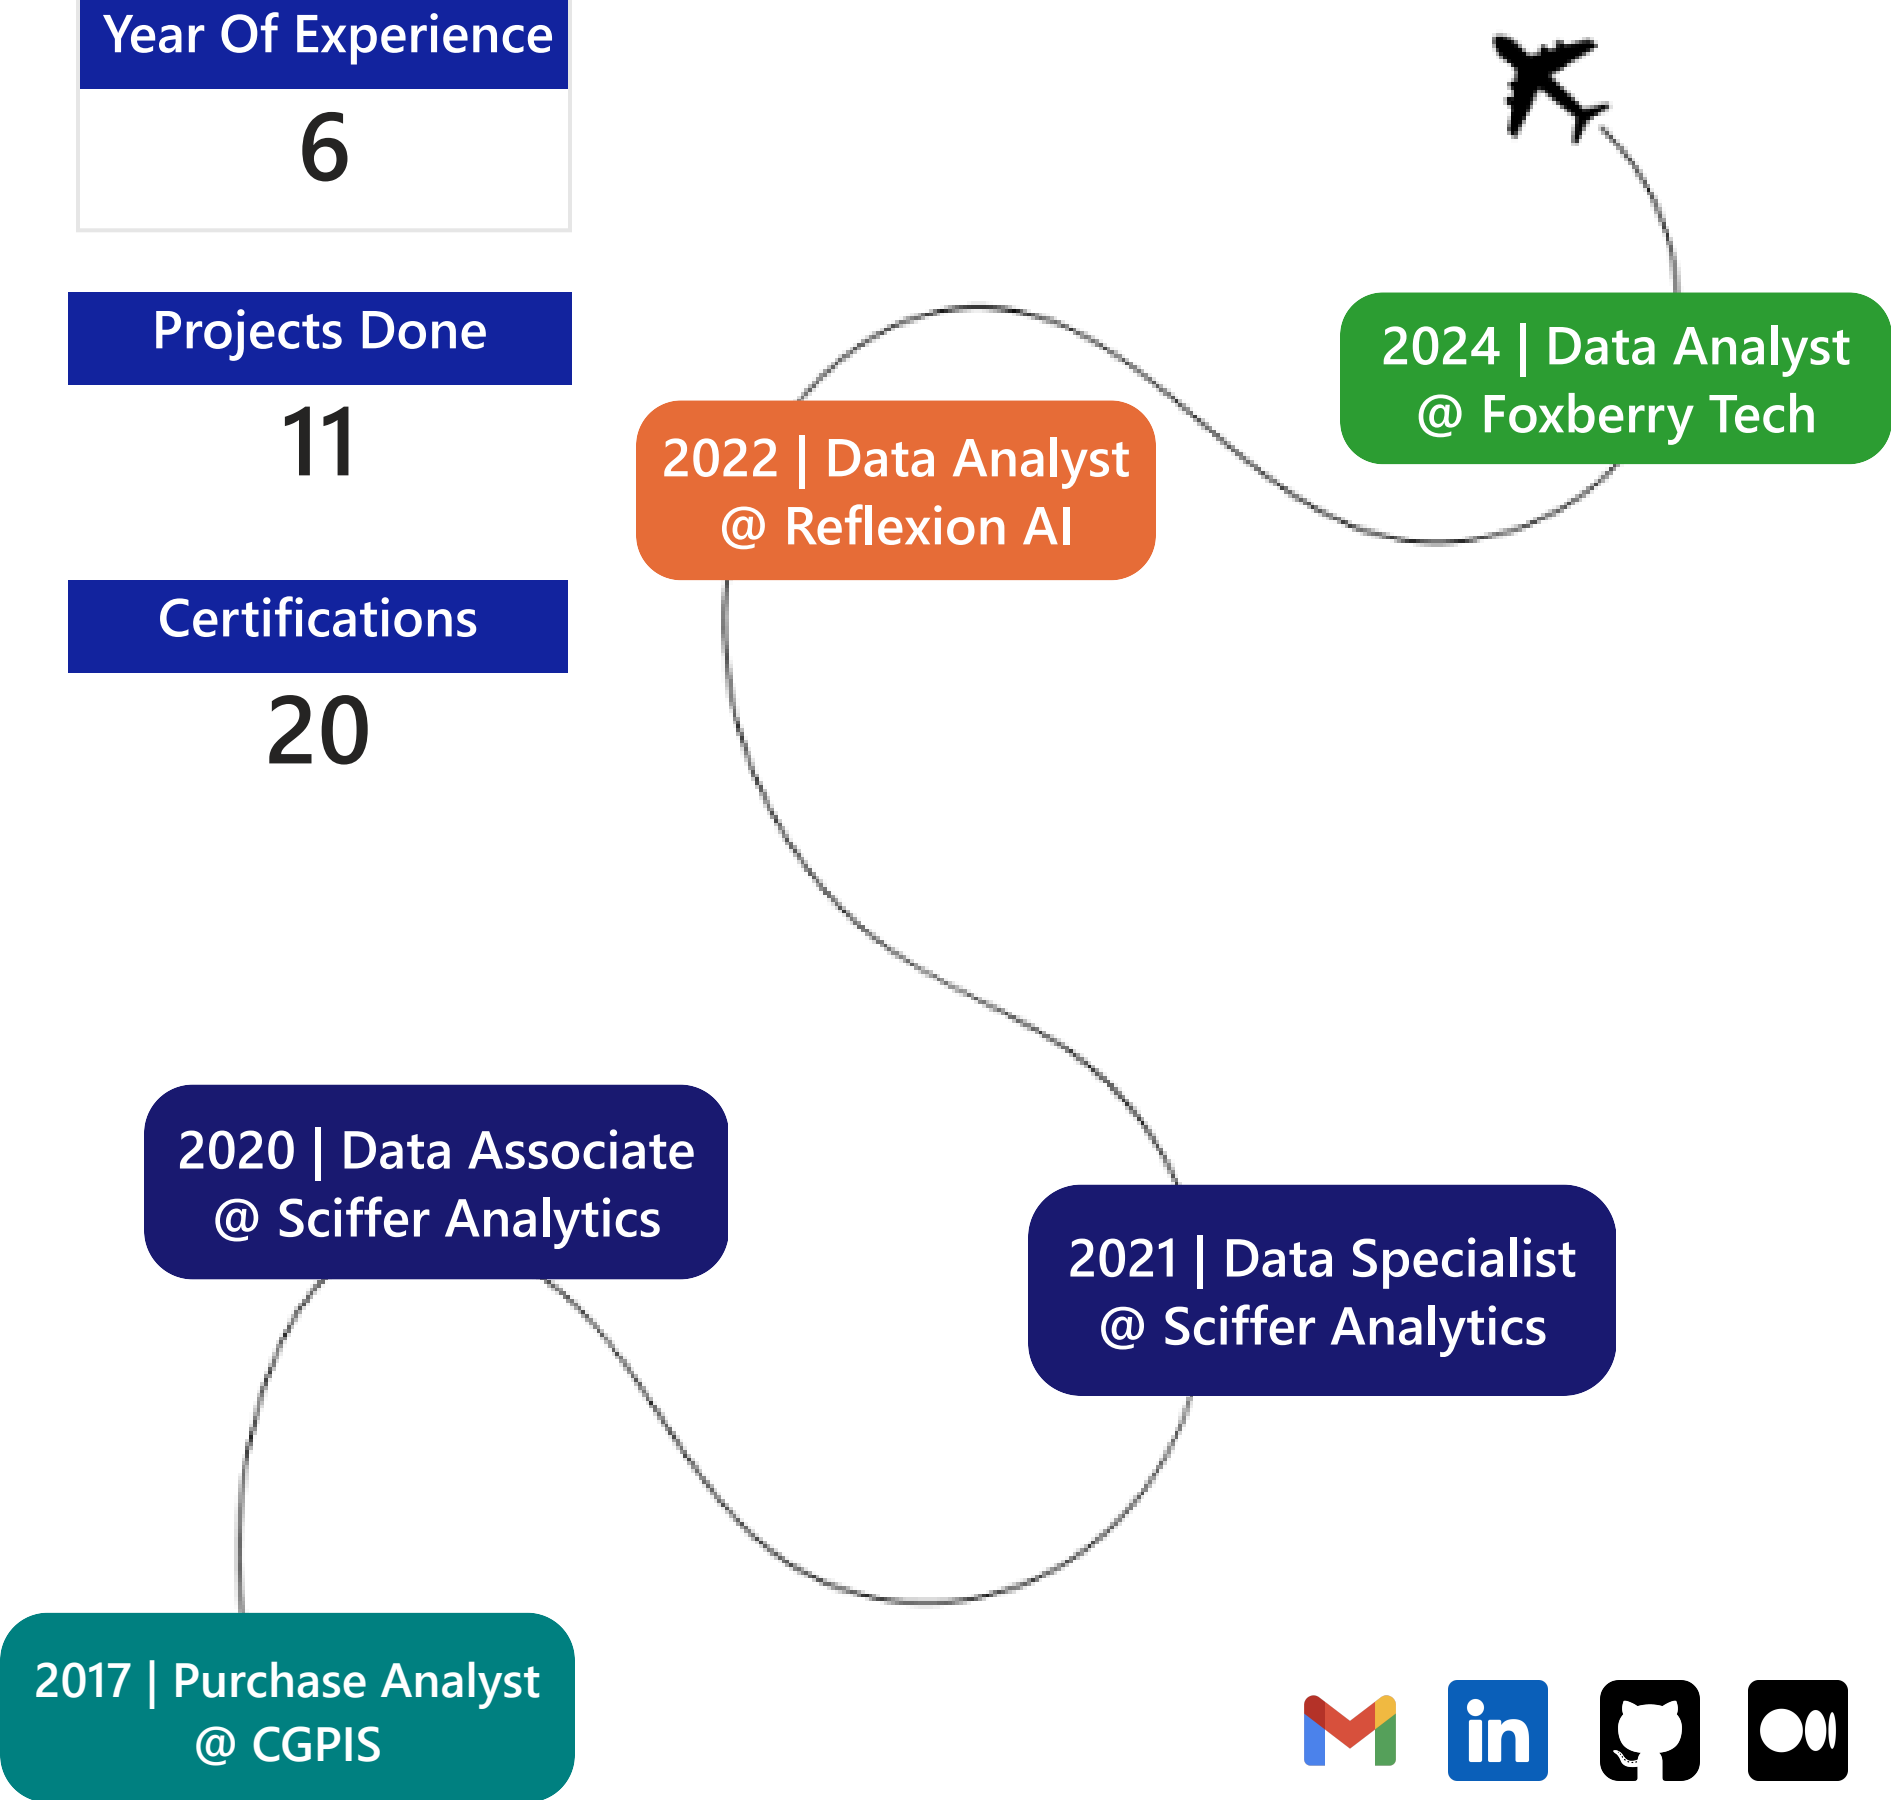 Year Of Experience
6
Projects Done
11
Certifications
20
2024 | Data Analyst
@ Foxberry Tech
2022 | Data Analyst
@ Reflexion AI
2020 | Data Associate
@ Sciffer Analytics
2021 | Data Specialist
@ Sciffer Analytics
2017 | Purchase Analyst
@ CGPIS
in